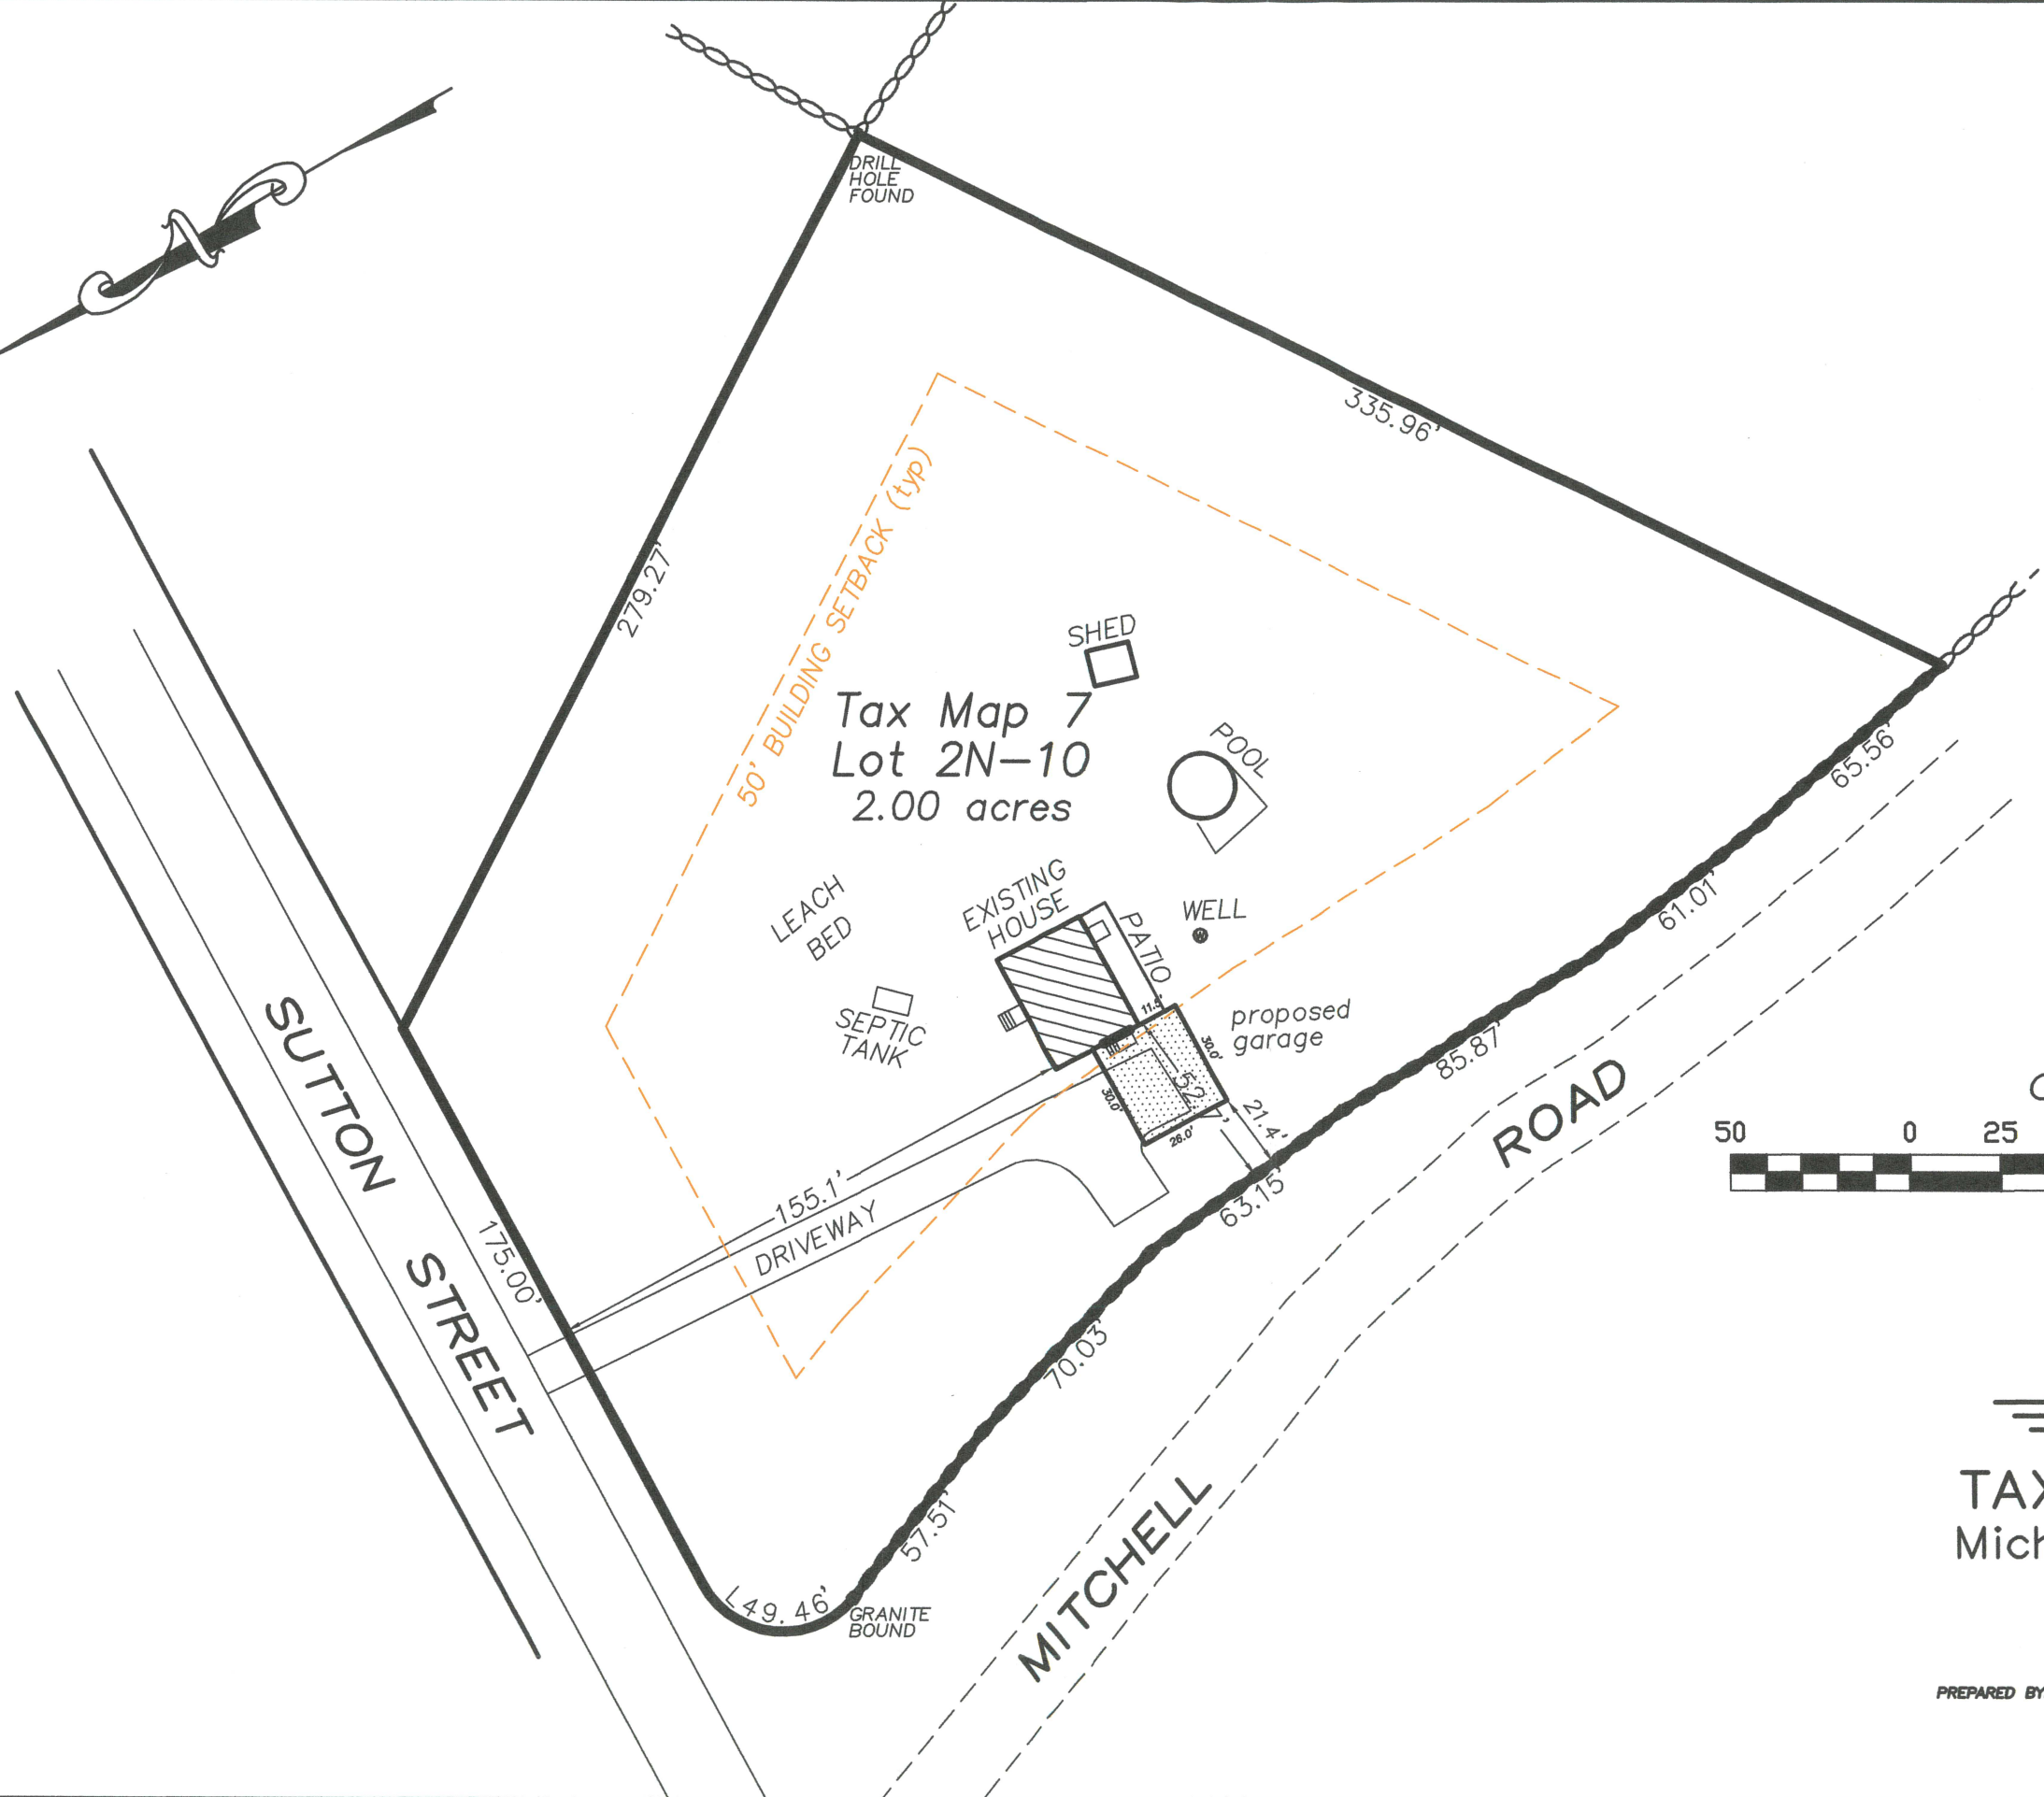 DRILL
HOLE
FOUND
335.96'
279.27'
50' BUILDING SETBACK (typ)
SHED
Tax Map 7
Lot 2N-10
2.00 acres
POOL
65.56'
LEACH
BED
EXISTING
HOUSE
PATIO
WELL
61.01'
SEPTIC
TANK
11.5'
proposed
garage
30.0'
30.0'
52.7'
26.0'
21.4'
85.87'
63.15'
SUTTON STREET
175.00'
155.1'
DRIVEWAY
70.03'
57.51'
L49.46'
GRANITE
BOUND
MITCHELL ROAD
50 0 25
TAX
Mich
PREPARED BY